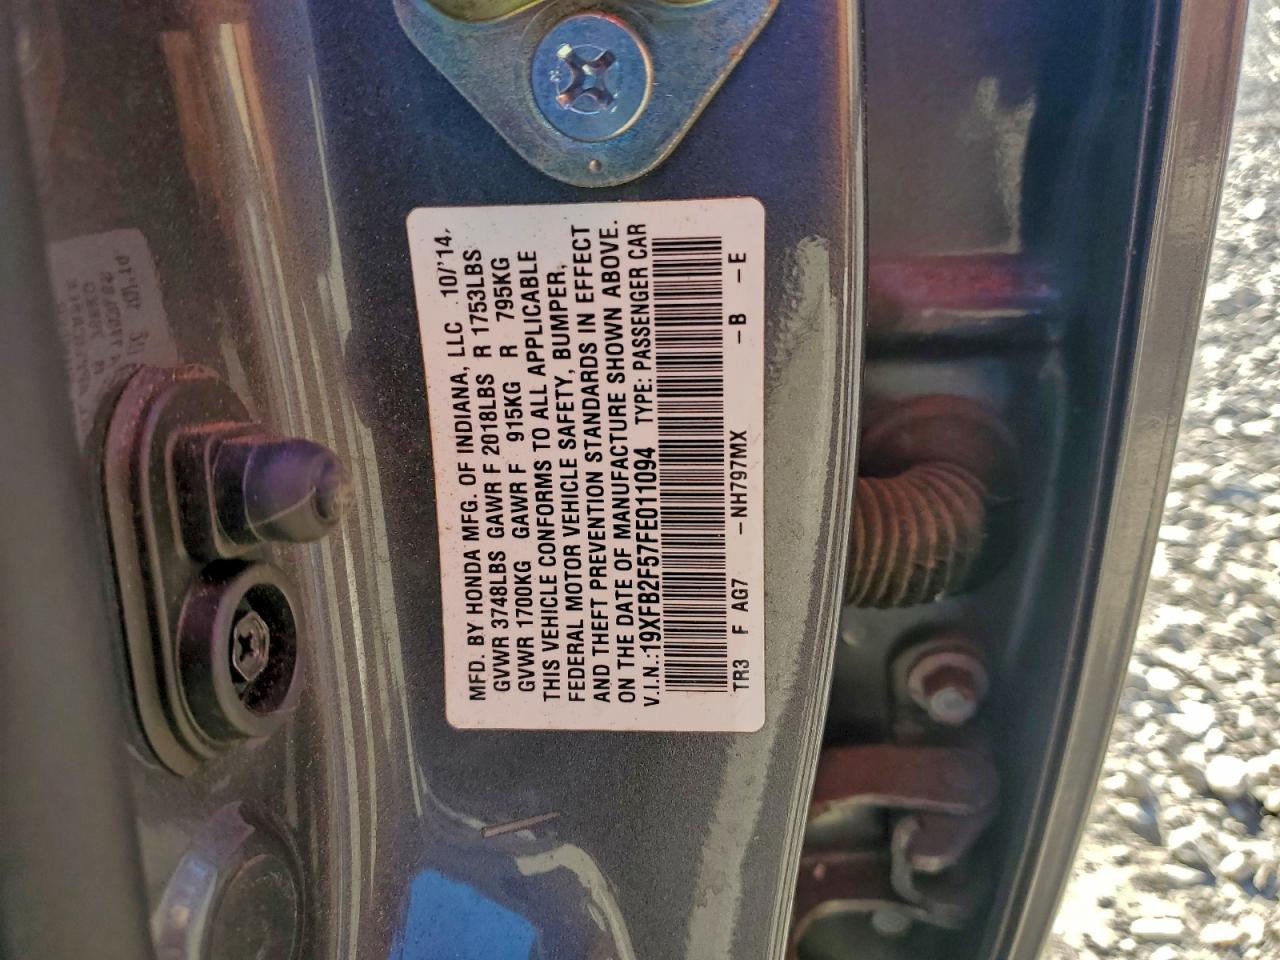 MFD. BY HONDA MFG. OF INDIANA, LLC 10/'14
GVWR 3748LBS GAWR F 2018LBS R 1753LBS
GVWR 1700KG GAWR F 915KG R 795KG
THIS VEHICLE CONFORMS TO ALL APPLICABLE
FEDERAL MOTOR VEHICLE SAFETY, BUMPER,
AND THEFT PREVENTION STANDARDS IN EFFECT
ON THE DATE OF MANUFACTURE SHOWN ABOVE.
V.I.N.:19XFB2F57FE011094 TYPE: PASSENGER CAR
TR3 F AG7 -NH797MX -B -E